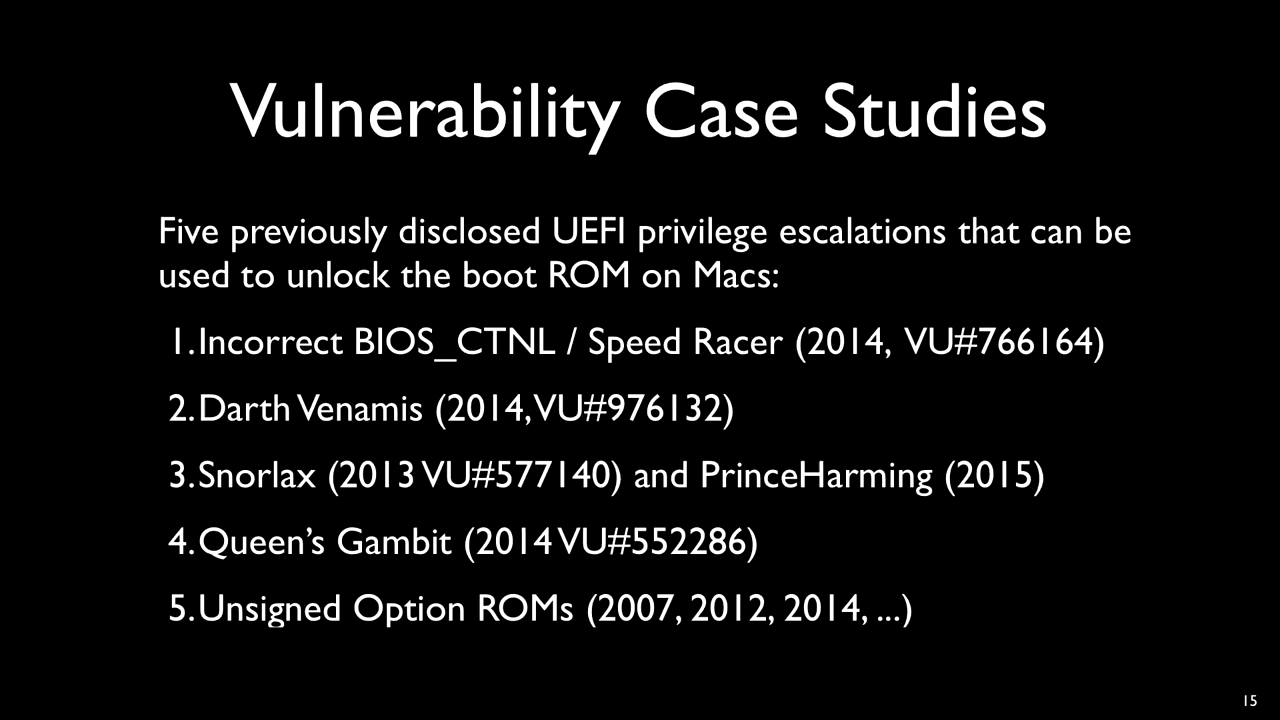 Vulnerability Case Studies
Five previously disclosed UEFI privilege escalations that can be
used to unlock the boot ROM on Macs:
1. Incorrect BIOS_CTNL / Speed Racer (2014, VU#766164)
2. Darth Venamis (2014, VU#976132)
3. Snorlax (2013 VU#577140) and PrinceHarming (2015)
4. Queen’s Gambit (2014 VU#552286)
5. Unsigned Option ROMs (2007, 2012, 2014, ...)
15